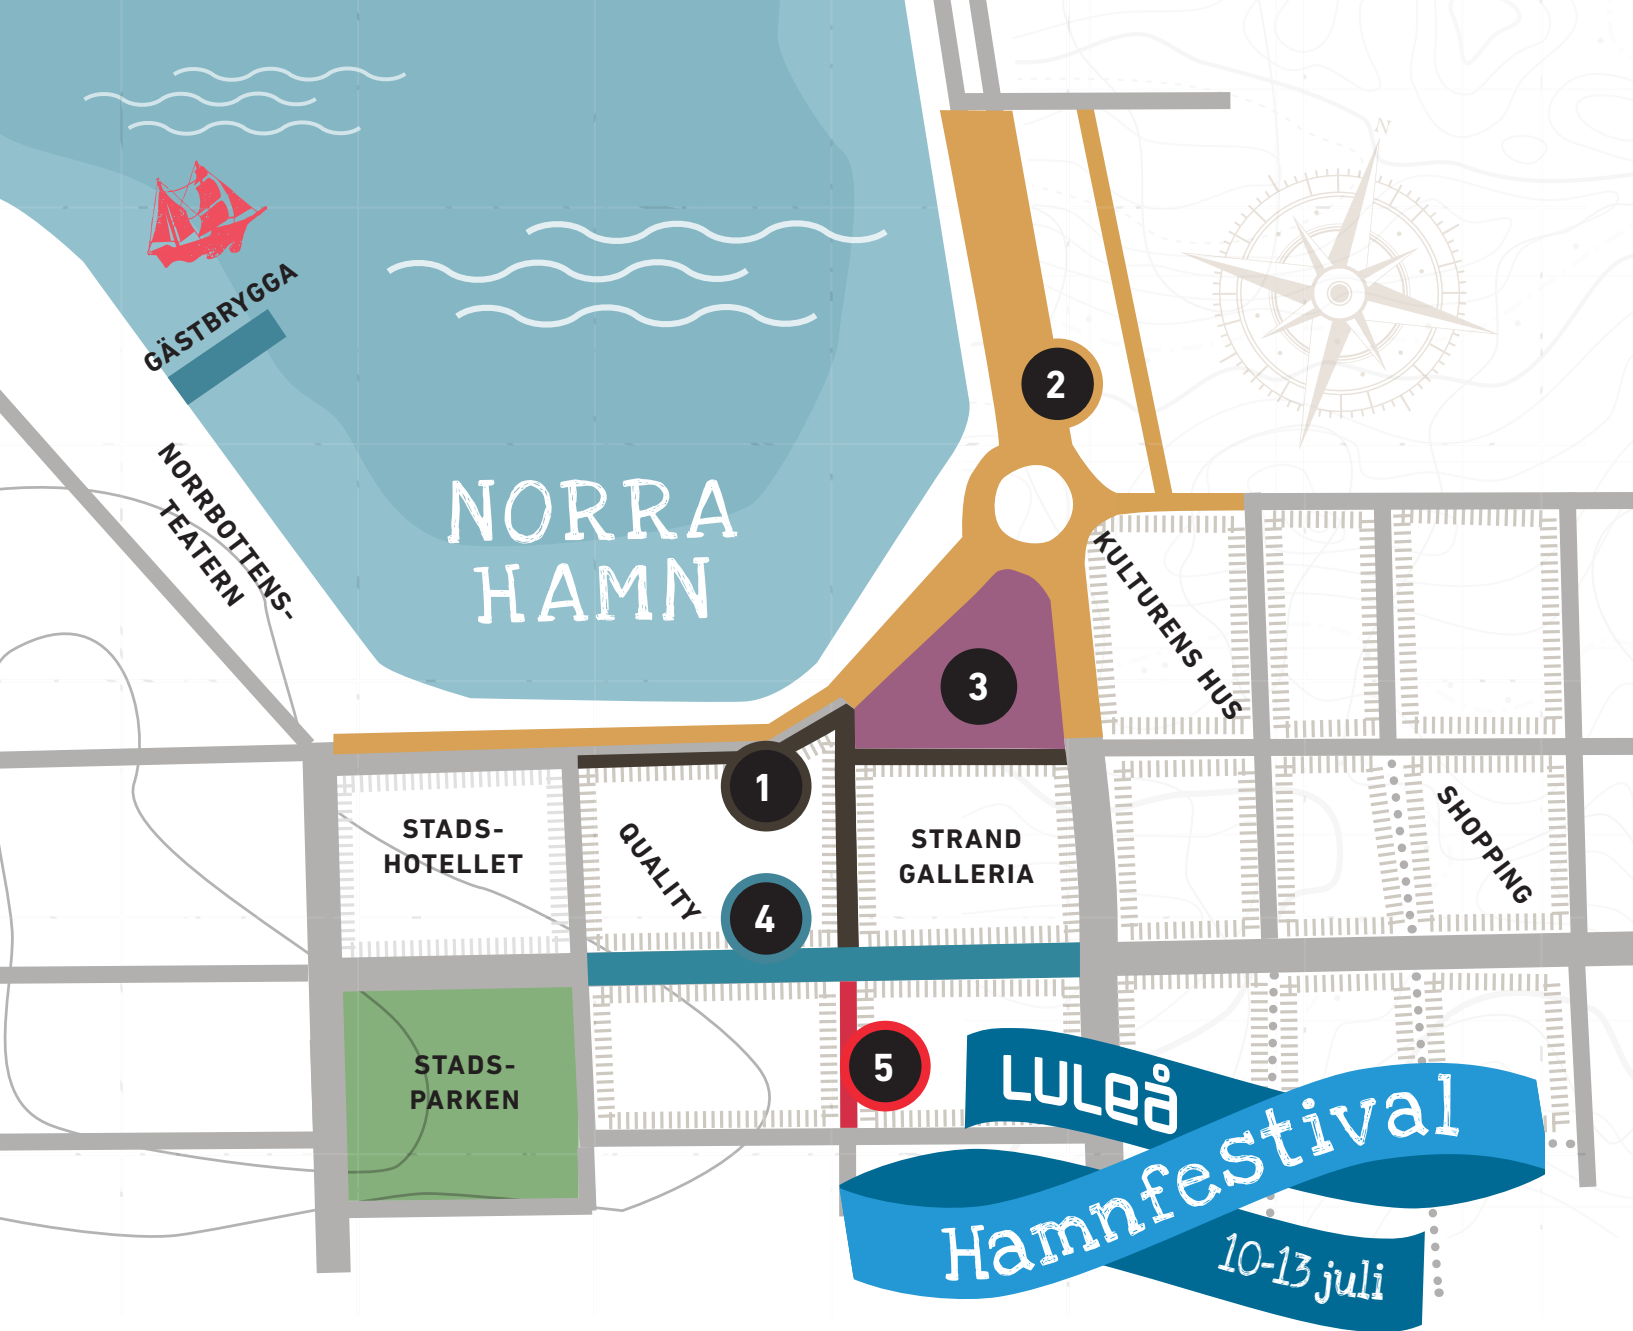 N
GÄSTBRYGGA
2
NORRBOTTENS-
TEATERN
NORRA
HAMN
KULTURENS HUS
3
1
STADS-
HOTELLET
QUALITY
STRAND
GALLERIA
SHOPPING
4
STADS-
PARKEN
5
LULEÅ
Hamnfestival
10-13 juli